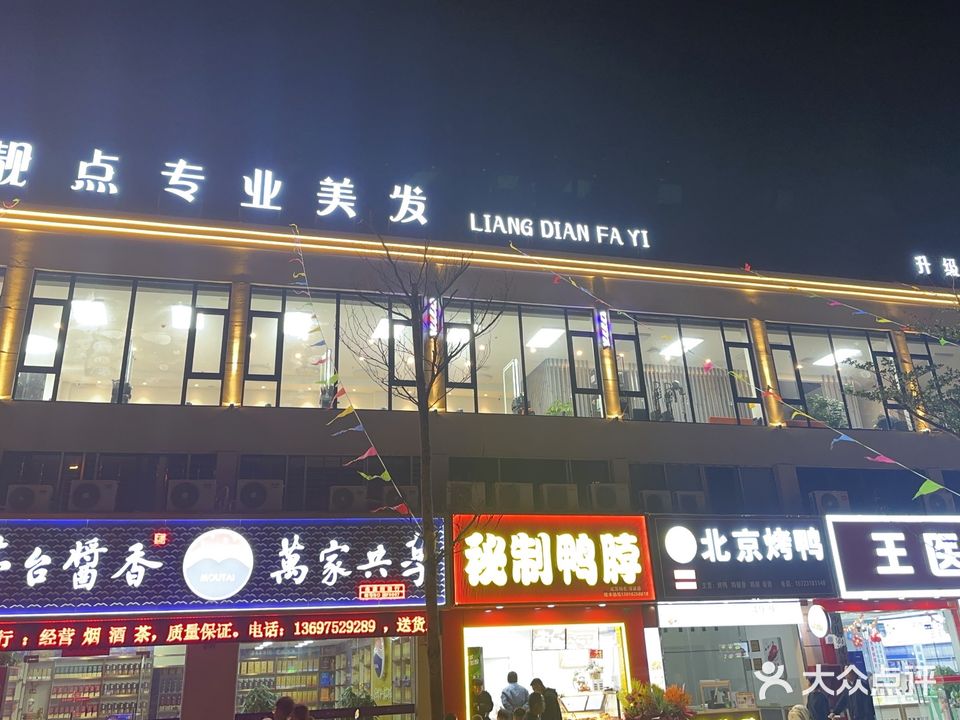 靓点专业美发 LIANG DIAN FA YI
升级
台醬香
MOUTAI
萬家共享
秘制鸭脖
北京烤鸭
王医
行：经营 烟 酒 茶，质量保证。电话：13697529289，送货
大众点评